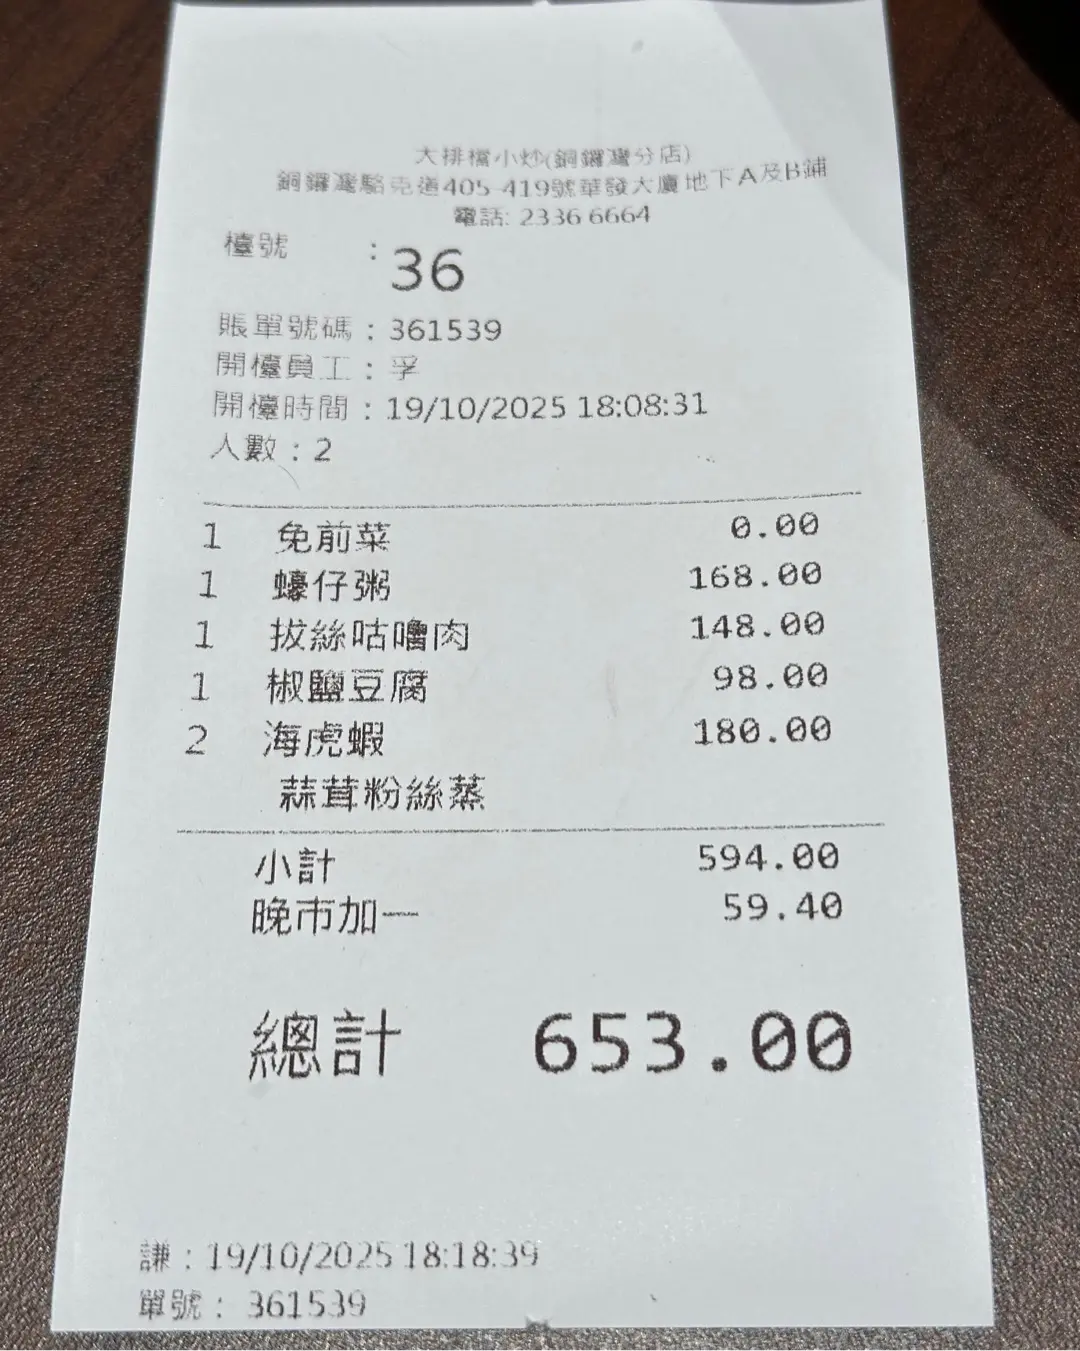 大排檔小炒(銅鑼灣分店)
銅鑼灣駱克道405-419號華發大廈地下A及B鋪
電話: 2336 6664
檯號 : 36
賬單號碼 : 361539
開檯員工 : 孚
開檯時間 : 19/10/2025 18:08:31
人數 : 2
1 免前菜 0.00
1 蠔仔粥 168.00
1 拔絲咕嚕肉 148.00
1 椒鹽豆腐 98.00
2 海虎蝦 180.00
蒜茸粉絲蒸
小計 594.00
晚市加一 59.40
總計 653.00
謙 : 19/10/2025 18:18:39
單號 : 361539